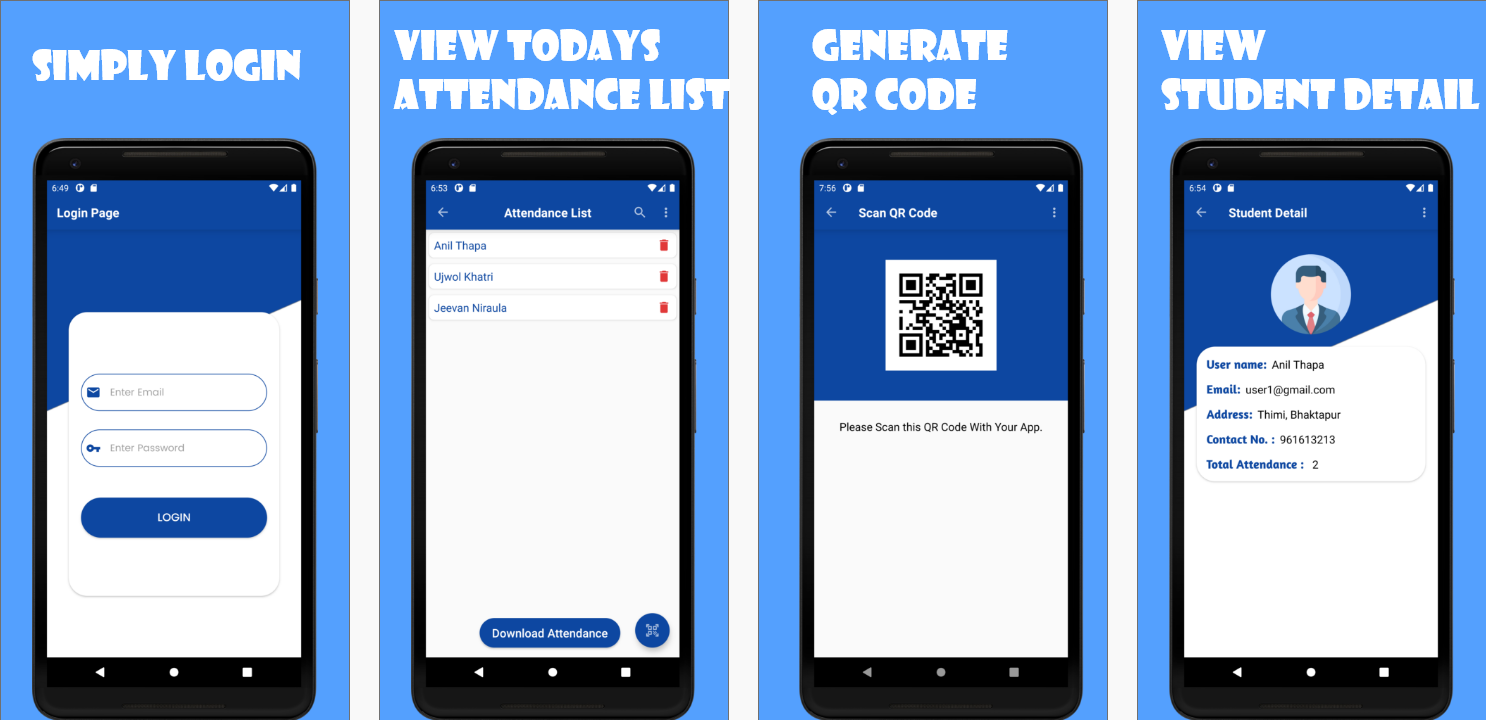 SIMPLY LOGIN
6:49
Login Page
Enter Email
Enter Password
LOGIN
VIEW TODAYS
ATTENDANCE LIST
6:53
Attendance List
Anil Thapa
Ujwol Khatri
Jeevan Niraula
Download Attendance
GENERATE
QR CODE
7:56
Scan QR Code
Please Scan this QR Code With Your App.
VIEW
STUDENT DETAIL
6:54
Student Detail
User name: Anil Thapa
Email: user1@gmail.com
Address: Thimi, Bhaktapur
Contact No. : 961613213
Total Attendance : 2